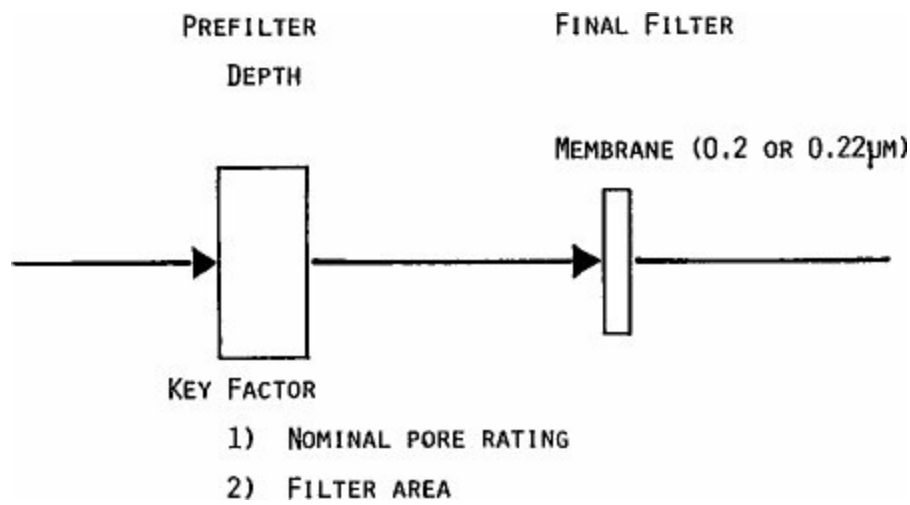 PREFILTER
DEPTH
FINAL FILTER
MEMBRANE (0.2 OR 0.22µM)
KEY FACTOR
1) NOMINAL PORE RATING
2) FILTER AREA